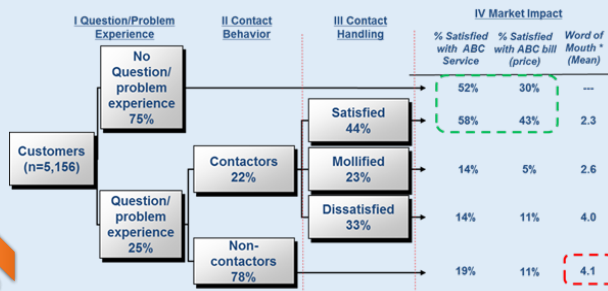 I Question/Problem
Experience
II Contact
Behavior
III Contact
Handling
IV Market Impact
% Satisfied
with ABC
Service
% Satisfied
with ABC bill
(price)
Word of
Mouth *
(Mean)
No
Question/
problem
experience
75%
52% 30% ---
Satisfied
44%
58% 43% 2.3
Customers
(n=5,156)
Contactors
22%
Mollified
23%
14% 5% 2.6
Question/
problem
experience
25%
Dissatisfied
33%
14% 11% 4.0
Non-
contactors
78%
19% 11% 4.1